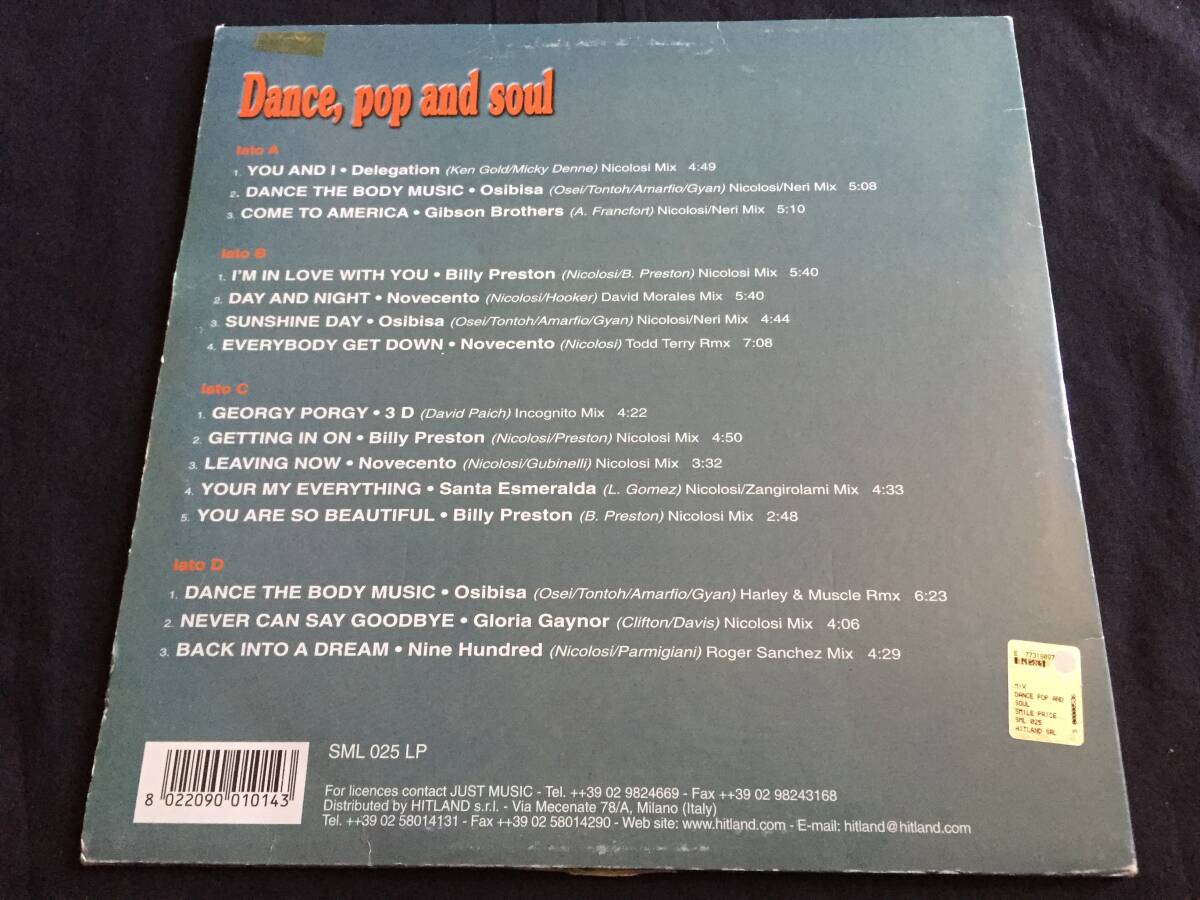 Dance, pop and soul
lato A
1. YOU AND I • Delegation (Ken Gold/Micky Denne) Nicolosi Mix 4:49
2. DANCE THE BODY MUSIC • Osibisa (Osei/Tontoh/Amarfio/Gyan) Nicolosi/Neri Mix 5:08
3. COME TO AMERICA • Gibson Brothers (A. Francfort) Nicolosi/Neri Mix 5:10
lato B
1. I'M IN LOVE WITH YOU • Billy Preston (Nicolosi/B. Preston) Nicolosi Mix 5:40
2. DAY AND NIGHT • Novecento (Nicolosi/Hooker) David Morales Mix 5:40
3. SUNSHINE DAY • Osibisa (Osei/Tontoh/Amarfio/Gyan) Nicolosi/Neri Mix 4:44
4. EVERYBODY GET DOWN • Novecento (Nicolosi) Todd Terry Rmx 7:08
lato C
1. GEORGY PORGY • 3 D (David Paich) Incognito Mix 4:22
2. GETTING IN ON • Billy Preston (Nicolosi/Preston) Nicolosi Mix 4:50
3. LEAVING NOW • Novecento (Nicolosi/Gubinelli) Nicolosi Mix 3:32
4. YOUR MY EVERYTHING • Santa Esmeralda (L. Gomez) Nicolosi/Zangirolami Mix 4:33
5. YOU ARE SO BEAUTIFUL • Billy Preston (B. Preston) Nicolosi Mix 2:48
lato D
1. DANCE THE BODY MUSIC • Osibisa (Osei/Tontoh/Amarfio/Gyan) Harley & Muscle Rmx 6:23
2. NEVER CAN SAY GOODBYE • Gloria Gaynor (Clifton/Davis) Nicolosi Mix 4:06
3. BACK INTO A DREAM • Nine Hundred (Nicolosi/Parmigiani) Roger Sanchez Mix 4:29
E 77319097
MIX
DANCE POP AND
SOUL
SMILE PRICE
SML 025
HITLAND SRL
SML 025 LP
8 022090 010143
For licences contact JUST MUSIC - Tel. ++39 02 9824669 - Fax ++39 02 98243168
Distributed by HITLAND s.r.l. - Via Mecenate 78/A, Milano (Italy)
Tel. ++39 02 58014131 - Fax ++39 02 58014290 - Web site: www.hitland.com - E-mail: hitland@hitland.com